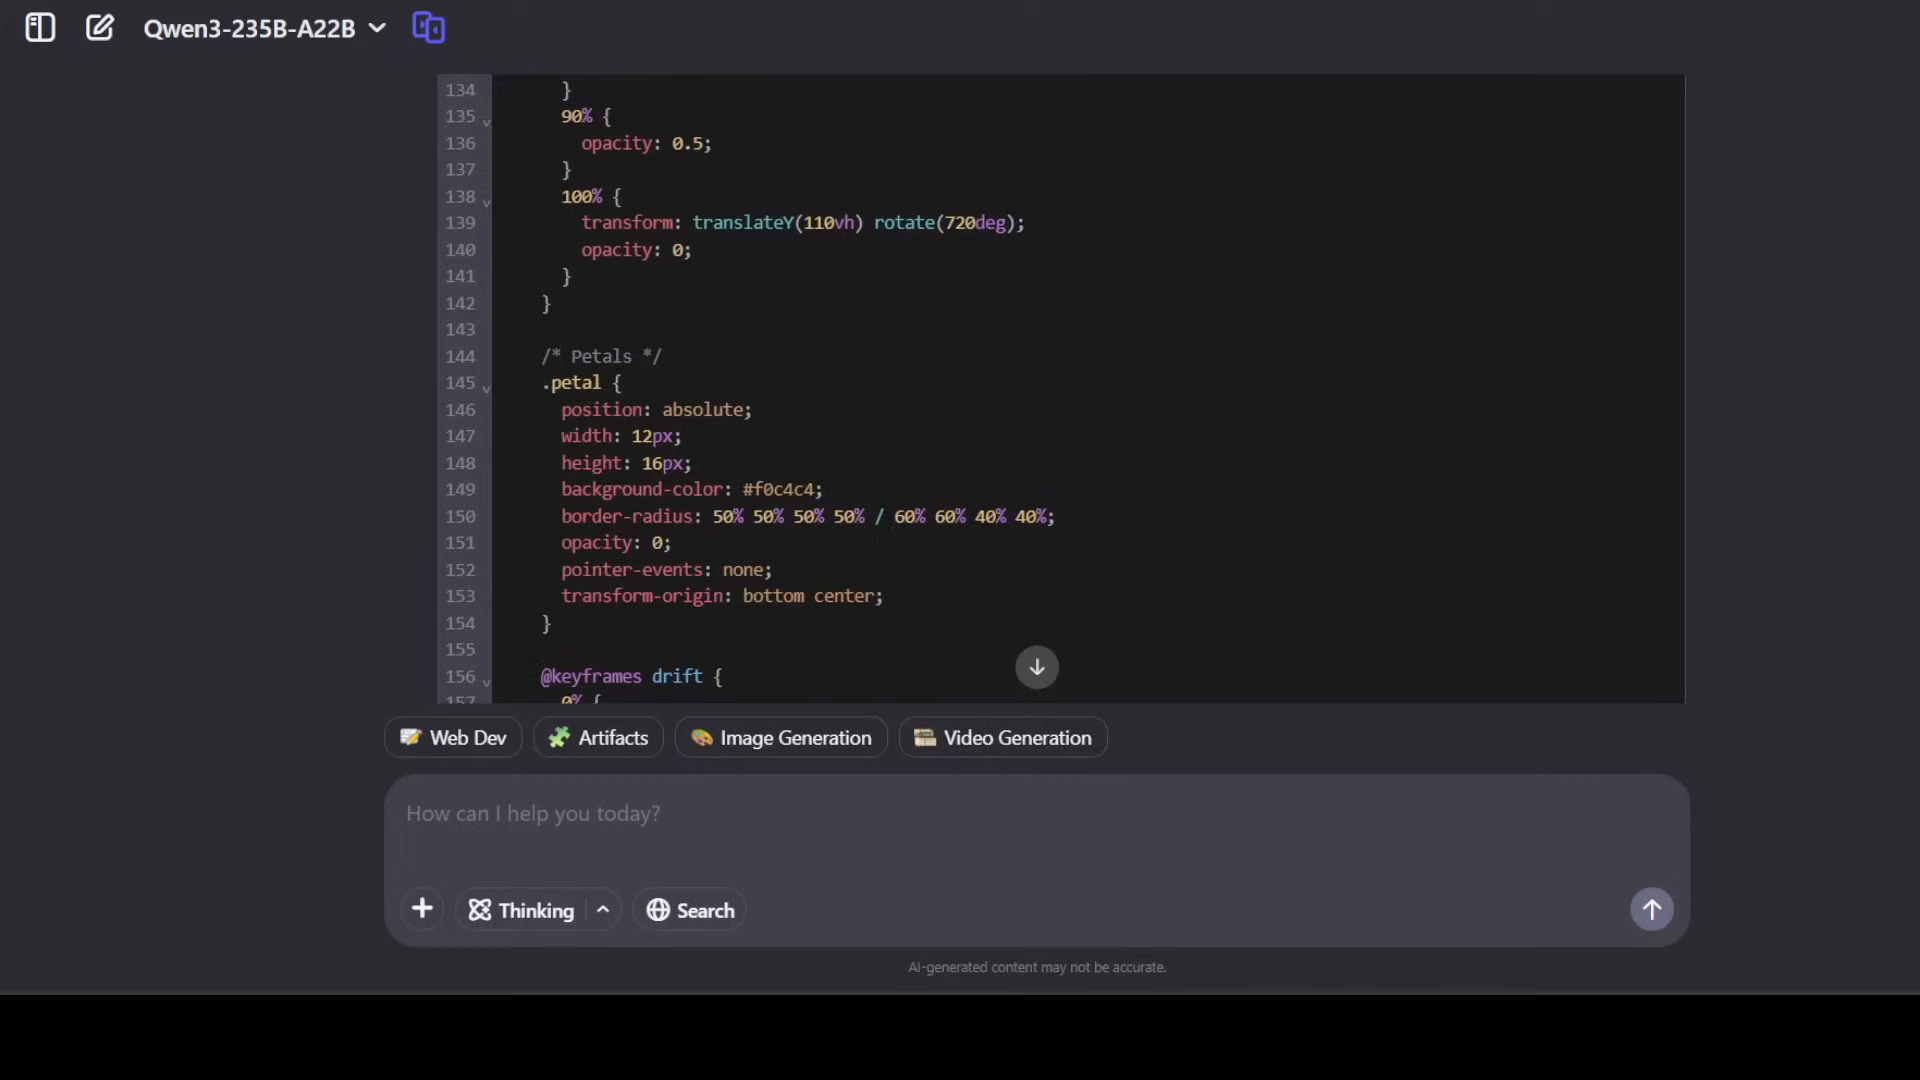 Qwen3-235B-A22B
134 }
135 90% {
136 opacity: 0.5;
137 }
138 100% {
139 transform: translateY(110vh) rotate(720deg);
140 opacity: 0;
141 }
142 }
143
144 /* Petals */
145 .petal {
146 position: absolute;
147 width: 12px;
148 height: 16px;
149 background-color: #f0c4c4;
150 border-radius: 50% 50% 50% 50% / 60% 60% 40% 40%;
151 opacity: 0;
152 pointer-events: none;
153 transform-origin: bottom center;
154 }
155
156 @keyframes drift {
157 0% {
Web Dev Artifacts Image Generation Video Generation
How can I help you today?
Thinking Search
AI-generated content may not be accurate.